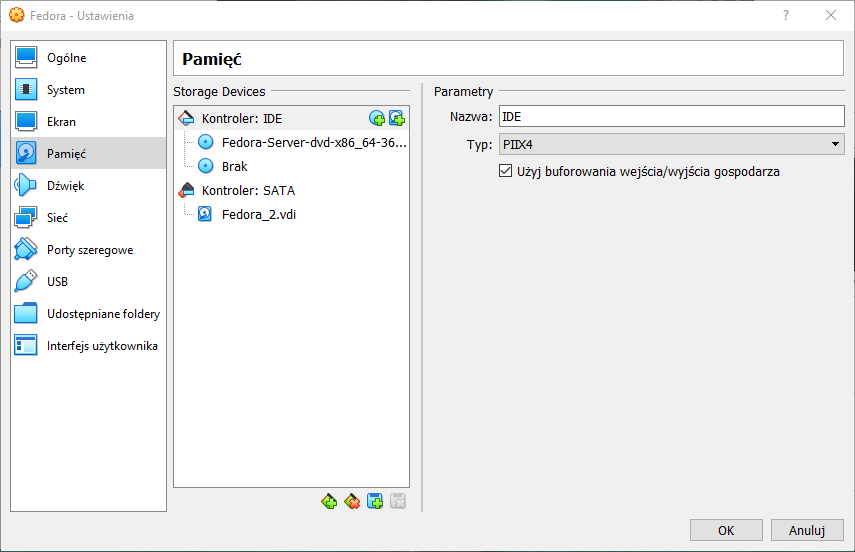 Fedora - Ustawienia
?
Ogólne
System
Ekran
Pamięć
Dźwięk
Sieć
Porty szeregowe
USB
Udostępniane foldery
Interfejs użytkownika
Pamięć
Storage Devices
Kontroler: IDE
Fedora-Server-dvd-x86_64-36...
Brak
Kontroler: SATA
Fedora_2.vdi
Parametry
Nazwa: IDE
Typ: PIIX4
Użyj buforowania wejścia/wyjścia gospodarza
OK Anuluj